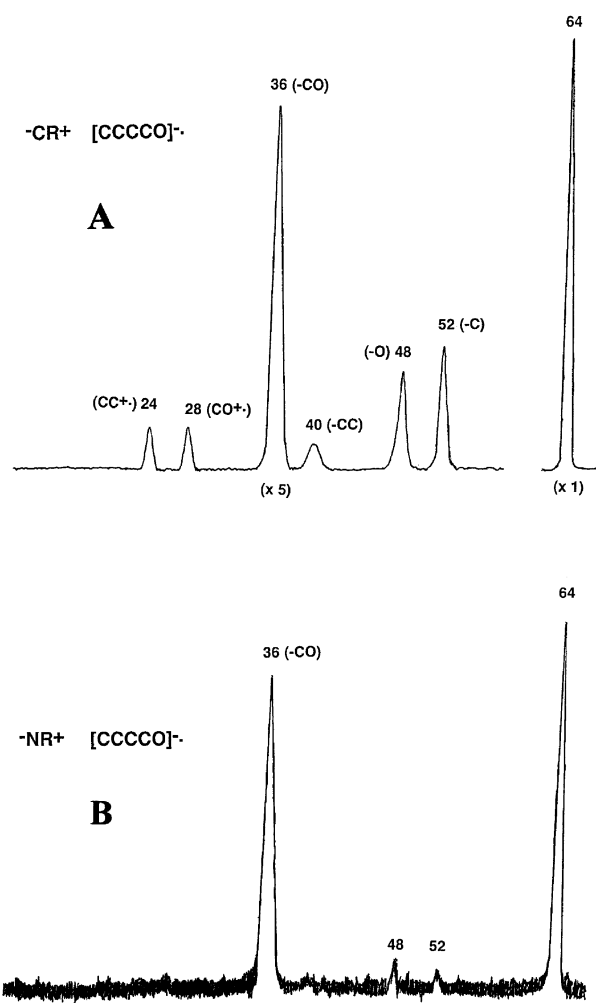 64
36 (-CO)
-CR+ [CCCCO]-·
A
52 (-C)
(-O) 48
(CC+·) 24
28 (CO+·)
40 (-CC)
(x 5)
(x 1)
64
36 (-CO)
-NR+ [CCCCO]-·
B
48
52